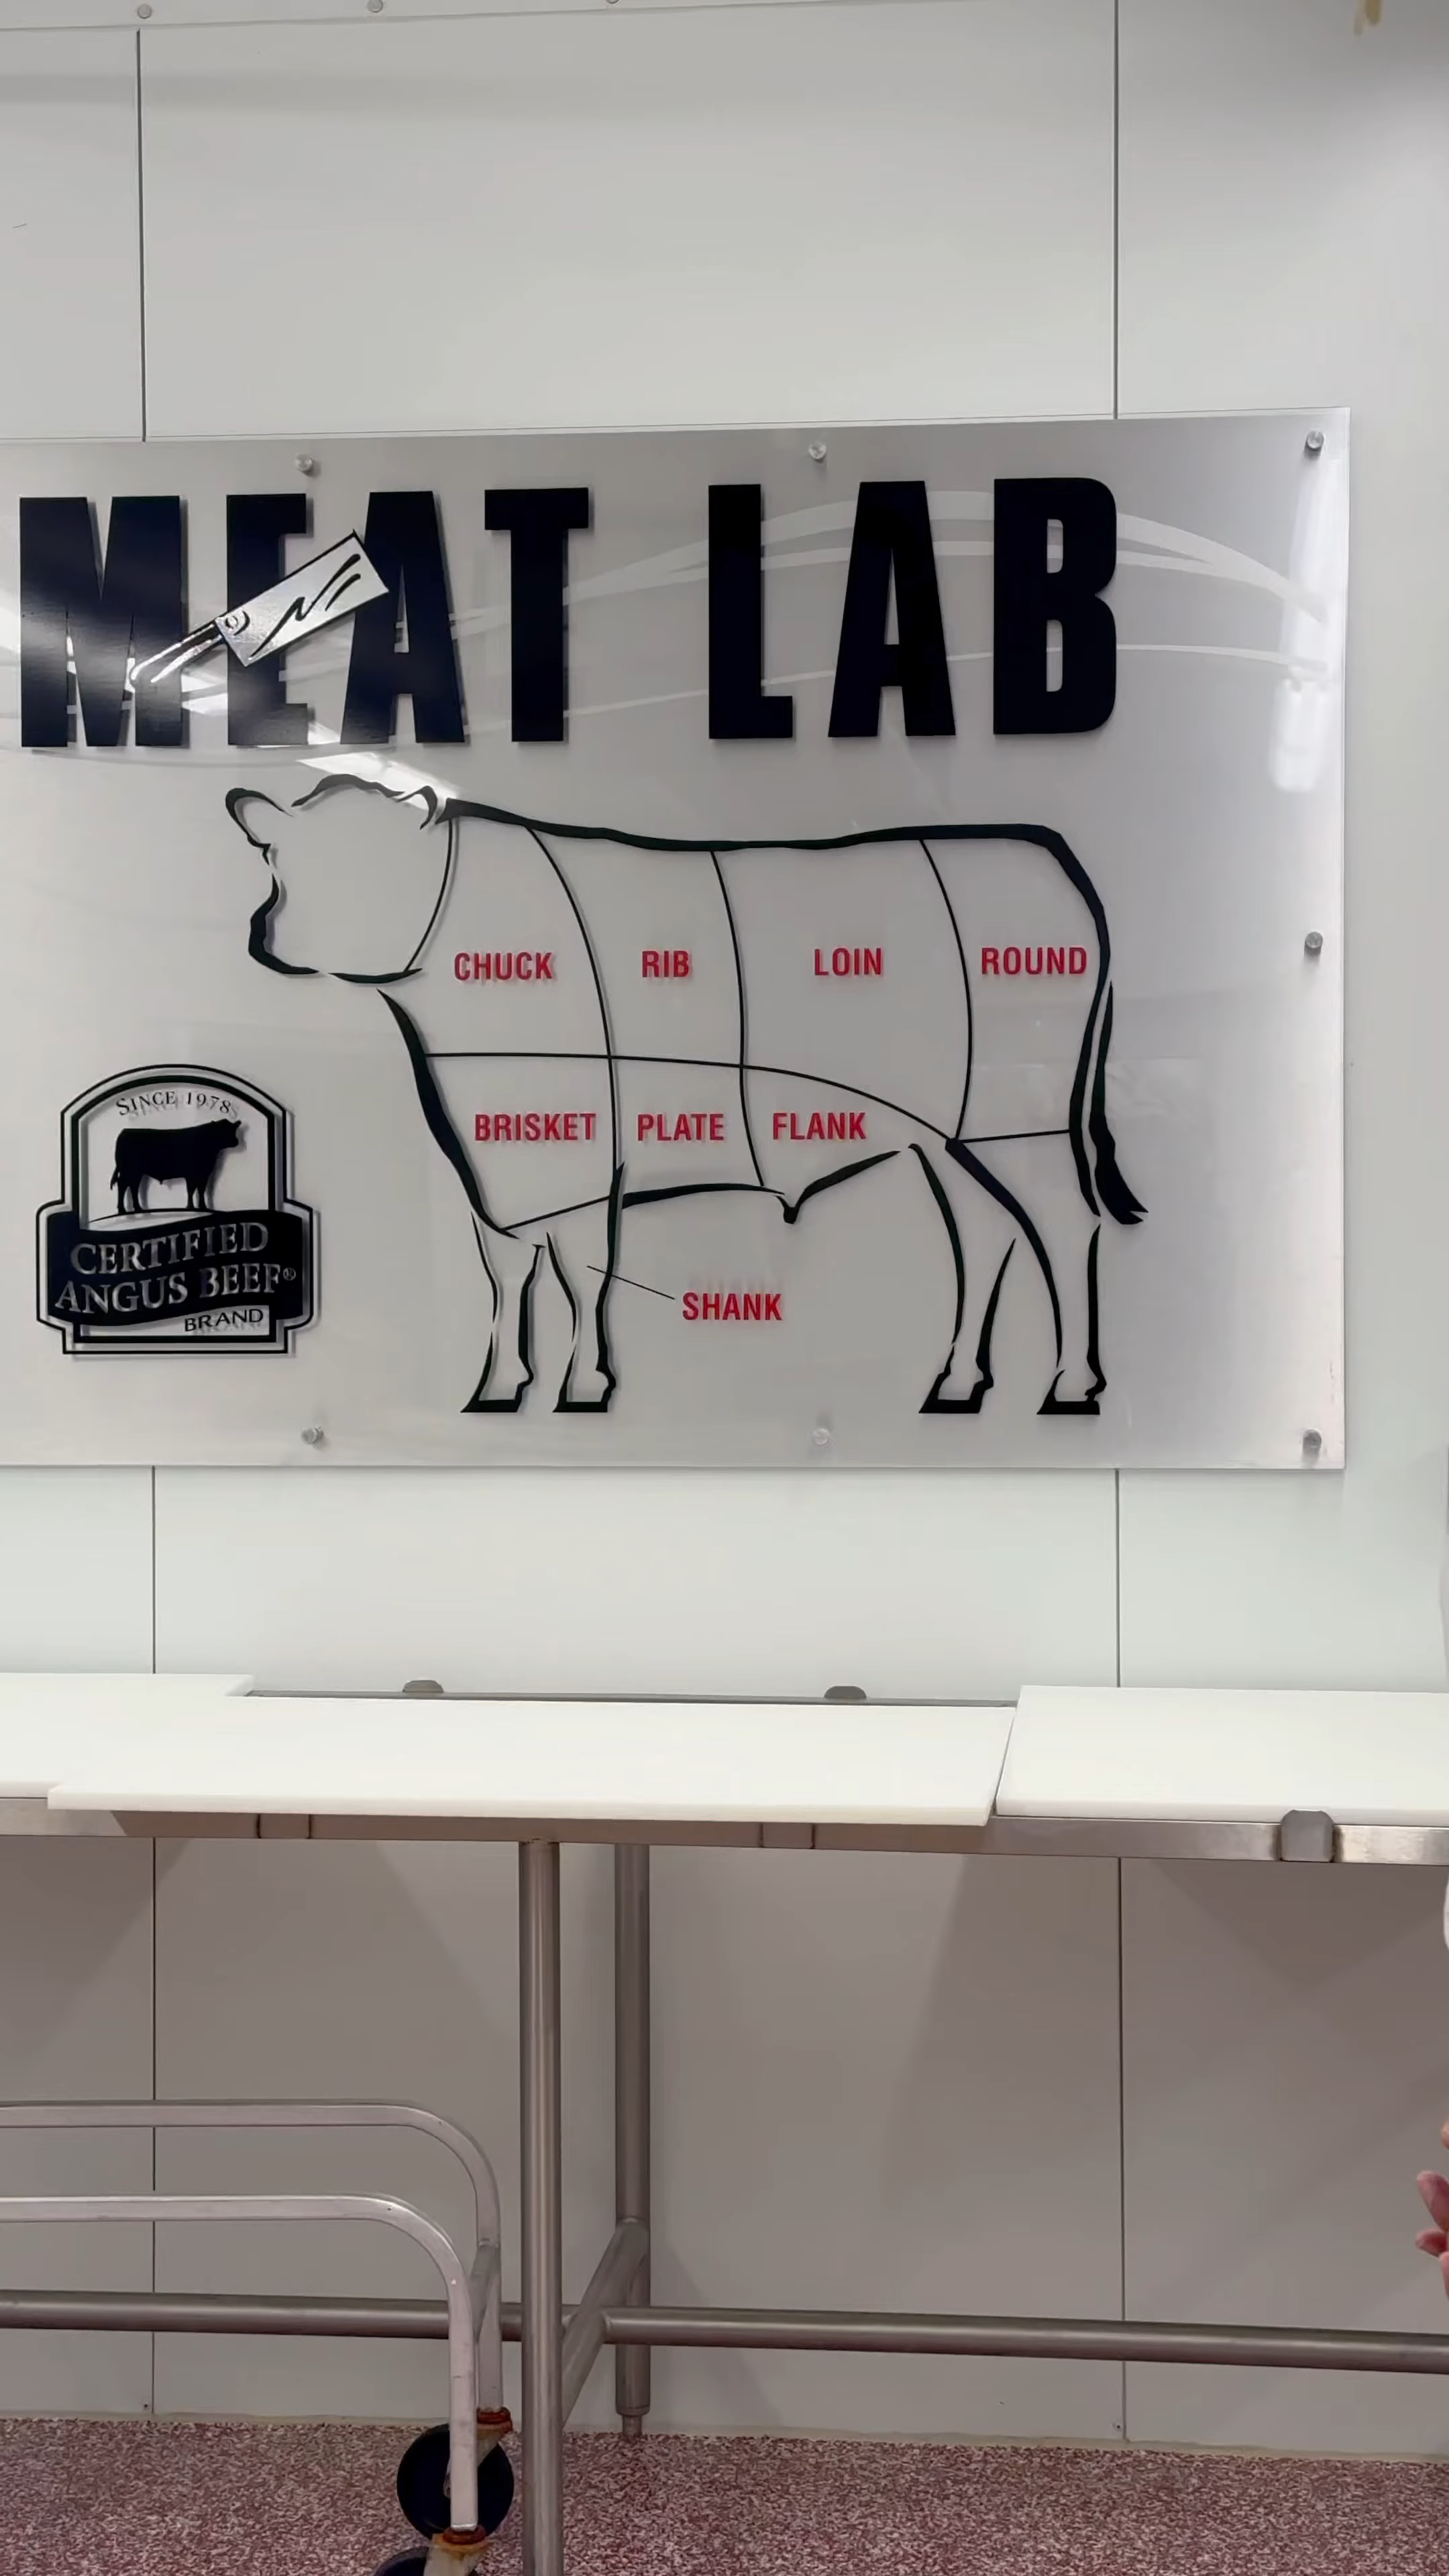 MEAT LAB
CHUCK RIB LOIN ROUND
BRISKET PLATE FLANK
SHANK
SINCE 1978
CERTIFIED
ANGUS BEEF®
BRAND